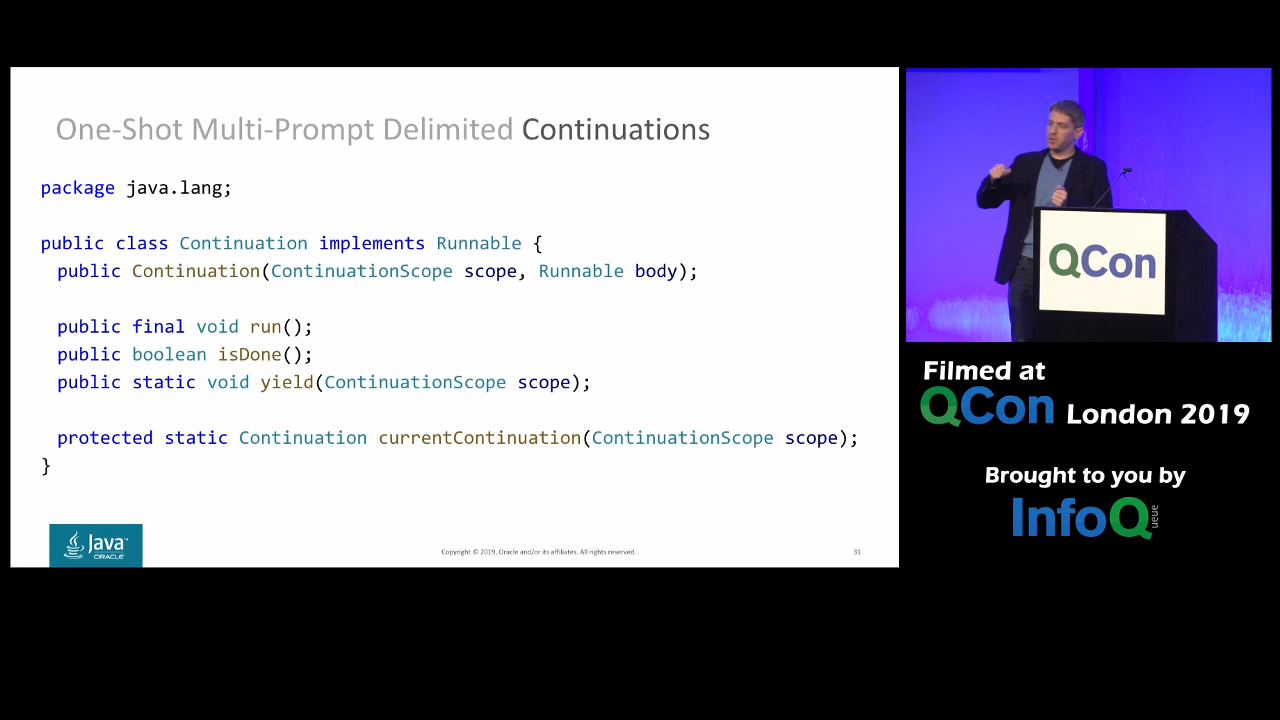 One-Shot Multi-Prompt Delimited Continuations
package java.lang;
public class Continuation implements Runnable {
public Continuation(ContinuationScope scope, Runnable body);
public final void run();
public boolean isDone();
public static void yield(ContinuationScope scope);
protected static Continuation currentContinuation(ContinuationScope scope);
}
Java™
ORACLE
Copyright © 2019, Oracle and/or its affiliates. All rights reserved.
31
QCon
Filmed at
QCon London 2019
Brought to you by
InfoQueue